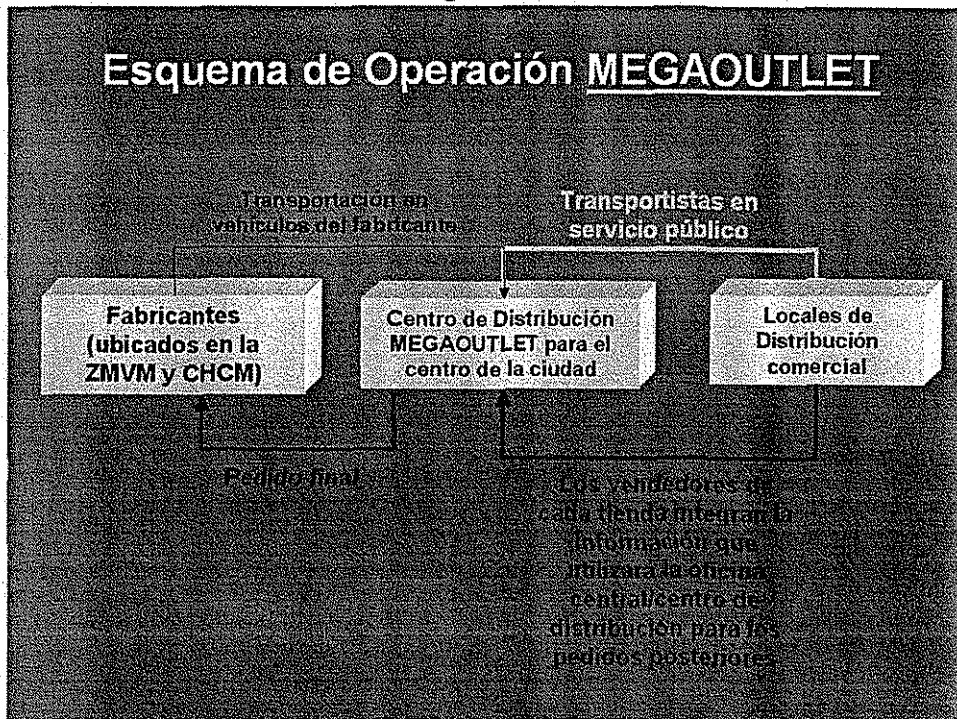 Esquema de Operación MEGAOUTLET
Transportación en
vehículos del fabricante
Transportistas en
servicio público
Fabricantes
(ubicados en la
ZMVM y CHCM)
Centro de Distribución
MEGAOUTLET para el
centro de la ciudad
Locales de
Distribución
comercial
Pedido final
Los vendedores de
cada tienda integran la
información que
utilizara la oficina
central/centro de
distribución para los
pedidos posteriores